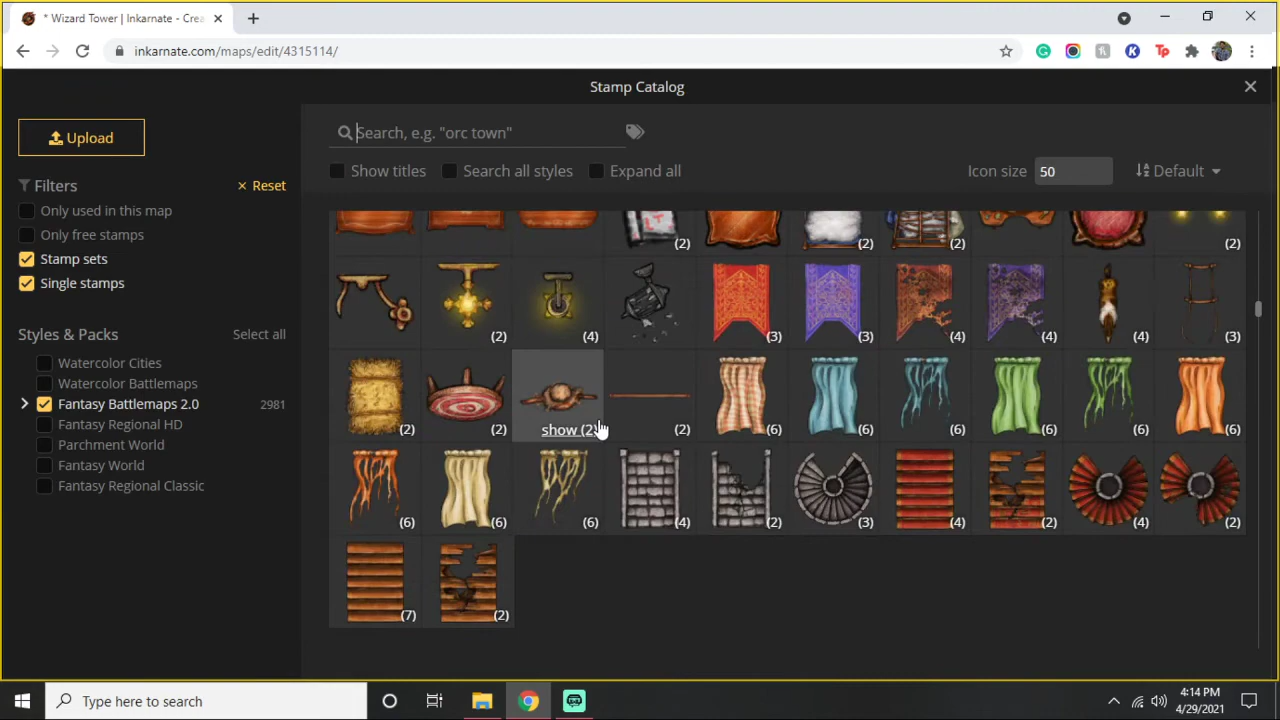 * Wizard Tower | Inkarnate - Crea
inkarnate.com/maps/edit/4315114/
Stamp Catalog
Upload
Search, e.g. "orc town"
Show titles
Search all styles
Expand all
Icon size
50
Default
Filters
Reset
Only used in this map
Only free stamps
Stamp sets
Single stamps
Styles & Packs
Select all
Watercolor Cities
Watercolor Battlemaps
Fantasy Battlemaps 2.0
2981
Fantasy Regional HD
Parchment World
Fantasy World
Fantasy Regional Classic
(2) (2) (2) (2)
(2) (4) (3) (3) (4) (4) (4) (3)
(2) (2) show (2) (2) (6) (6) (6) (6) (6) (6)
(6) (6) (6) (4) (2) (3) (4) (2) (4) (2)
(7) (2)
Type here to search
4:14 PM
4/29/2021